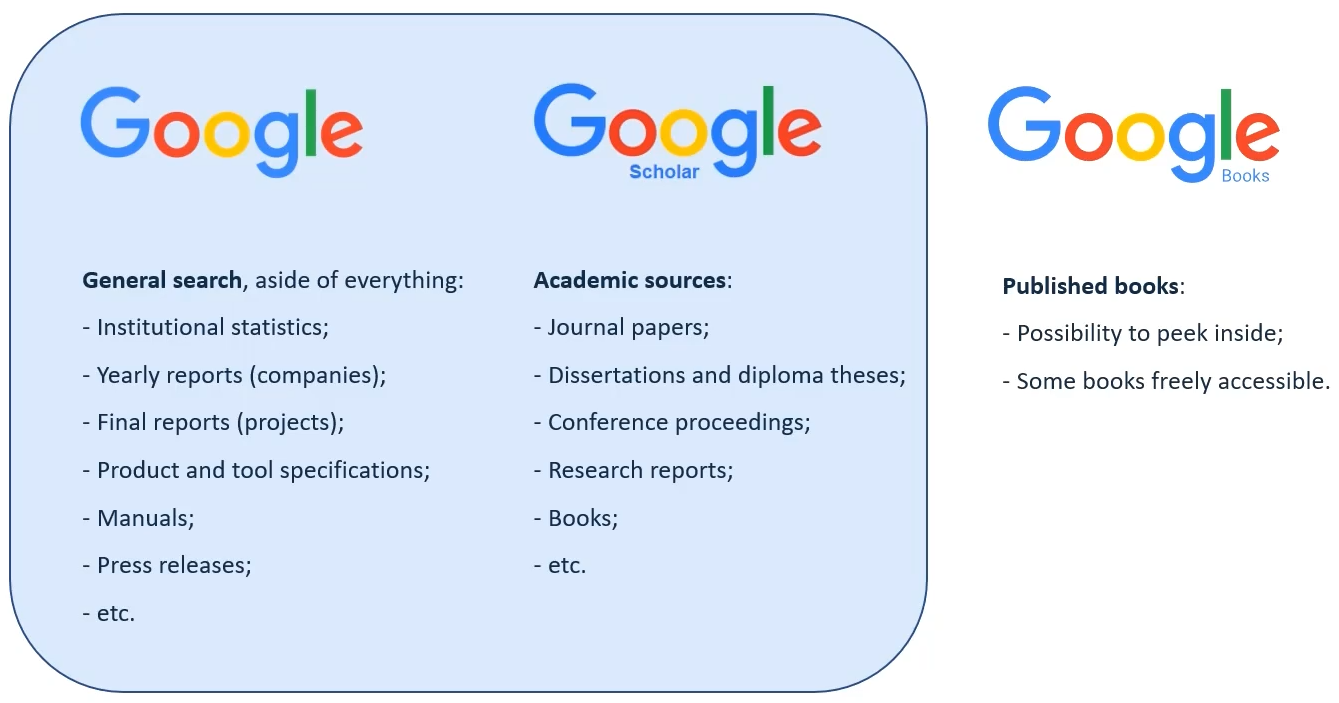 Google
General search, aside of everything:
- Institutional statistics;
- Yearly reports (companies);
- Final reports (projects);
- Product and tool specifications;
- Manuals;
- Press releases;
- etc.
Google
Scholar
Academic sources:
- Journal papers;
- Dissertations and diploma theses;
- Conference proceedings;
- Research reports;
- Books;
- etc.
Google
Books
Published books:
- Possibility to peek inside;
- Some books freely accessible.